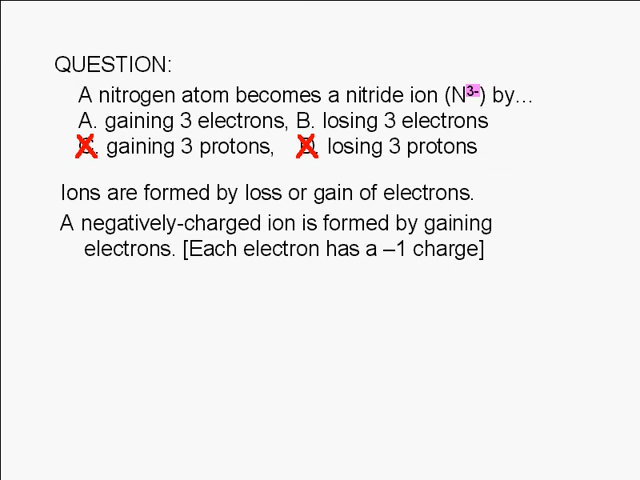 QUESTION:
A nitrogen atom becomes a nitride ion (N3-) by…
A. gaining 3 electrons, B. losing 3 electrons
C. gaining 3 protons, D. losing 3 protons
Ions are formed by loss or gain of electrons.
A negatively-charged ion is formed by gaining
electrons. [Each electron has a –1 charge]